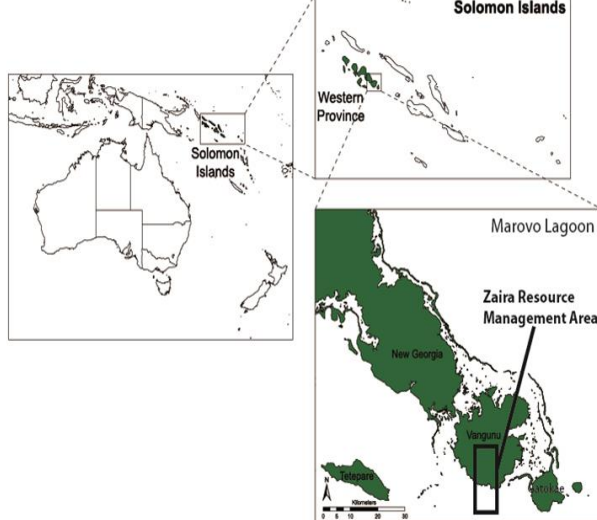 Solomon Islands
Western
Province
Solomon
Islands
Marovo Lagoon
Zaira Resource
Management Area
New Georgia
Vangunu
Tetepare
Gatokae
N
Kilometers
0 5 10 20 30